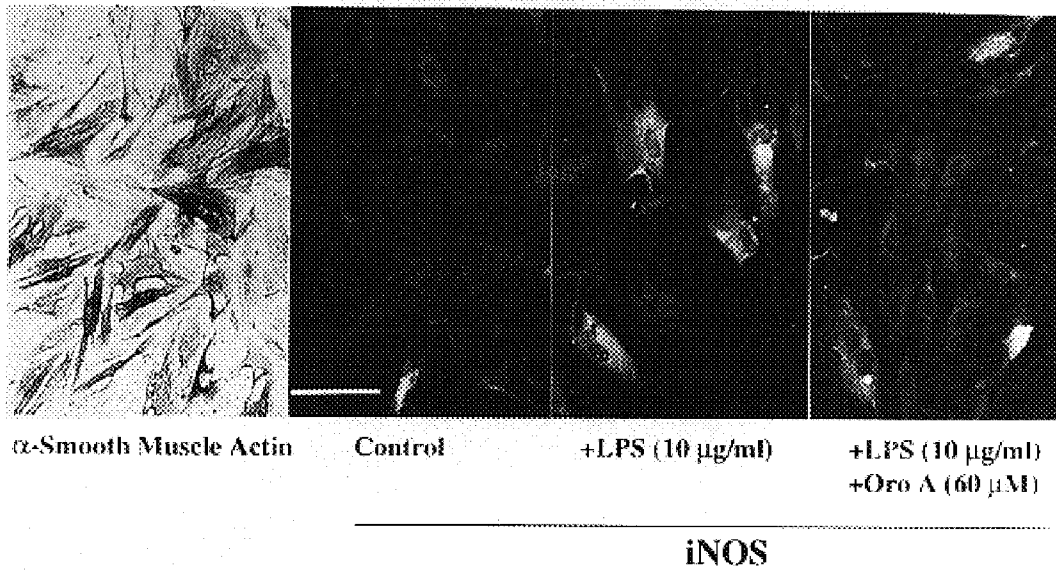 α-Smooth Muscle Actin
Control
+LPS (10 µg/ml)
+LPS (10 µg/ml)
+Oro A (60 µM)
iNOS